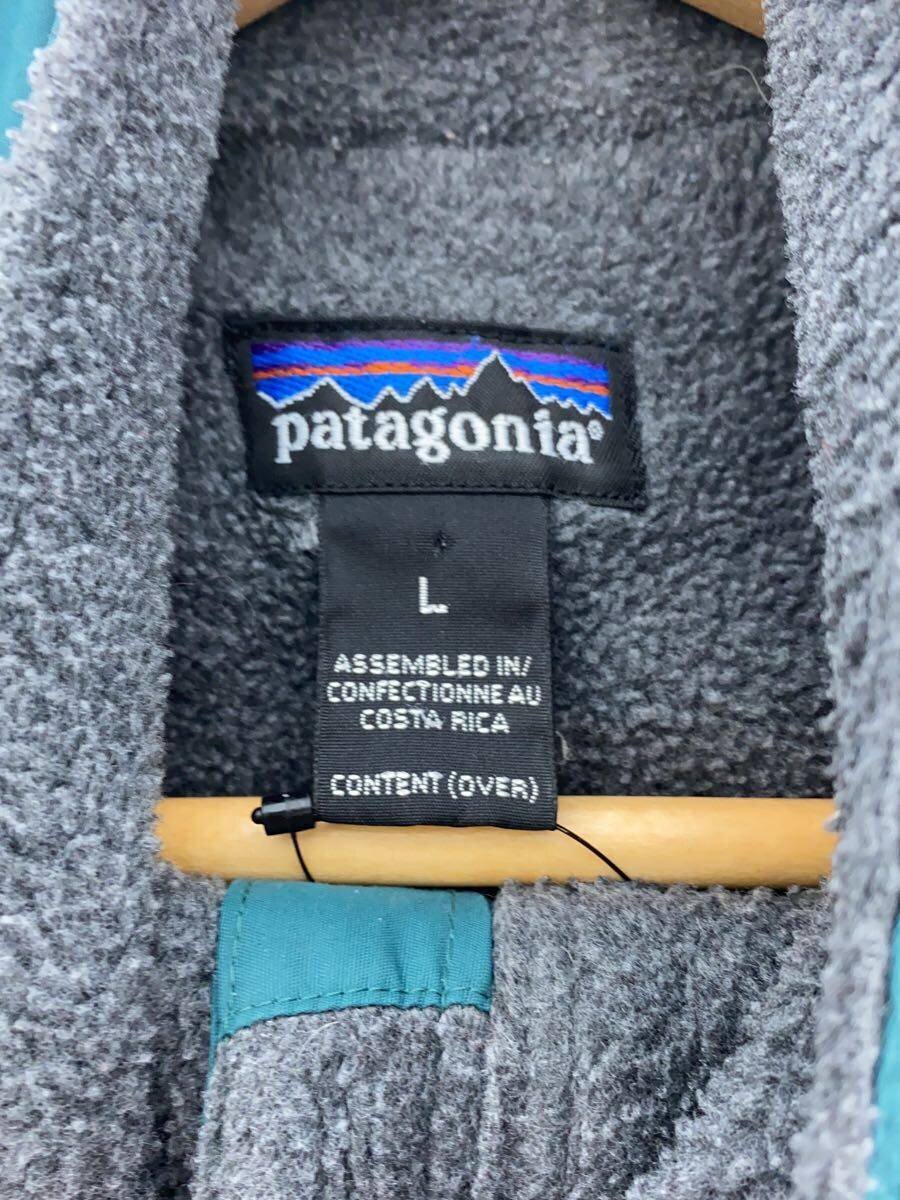 patagonia®
L
ASSEMBLED IN/
CONFECTIONNE AU
COSTA RICA
CONTENT (OVER)